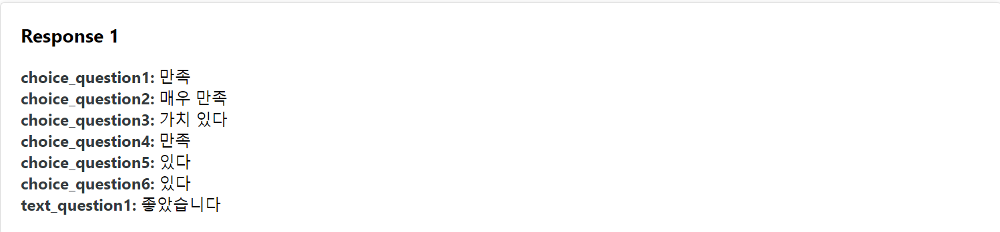 Response 1
choice_question1: 만족
choice_question2: 매우 만족
choice_question3: 가치 있다
choice_question4: 만족
choice_question5: 있다
choice_question6: 있다
text_question1: 좋았습니다